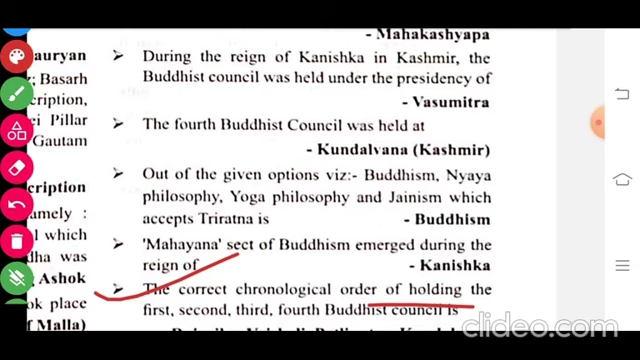 - Mahakashyapa
During the reign of Kanishka in Kashmir, the
Buddhist council was held under the presidency of
- Vasumitra
The fourth Buddhist Council was held at
- Kundalvana (Kashmir)
Out of the given options viz:- Buddhism, Nyaya
philosophy, Yoga philosophy and Jainism which
accepts Triratna is - Buddhism
'Mahayana' sect of Buddhism emerged during the
reign of - Kanishka
The correct chronological order of holding the
first, second, third, fourth Buddhist council is
auryan
; Basarh
cription,
ei Pillar
Gautam
cription
namely :
l which
dha was
Ashok
ok place
f Malla)
clideo.com